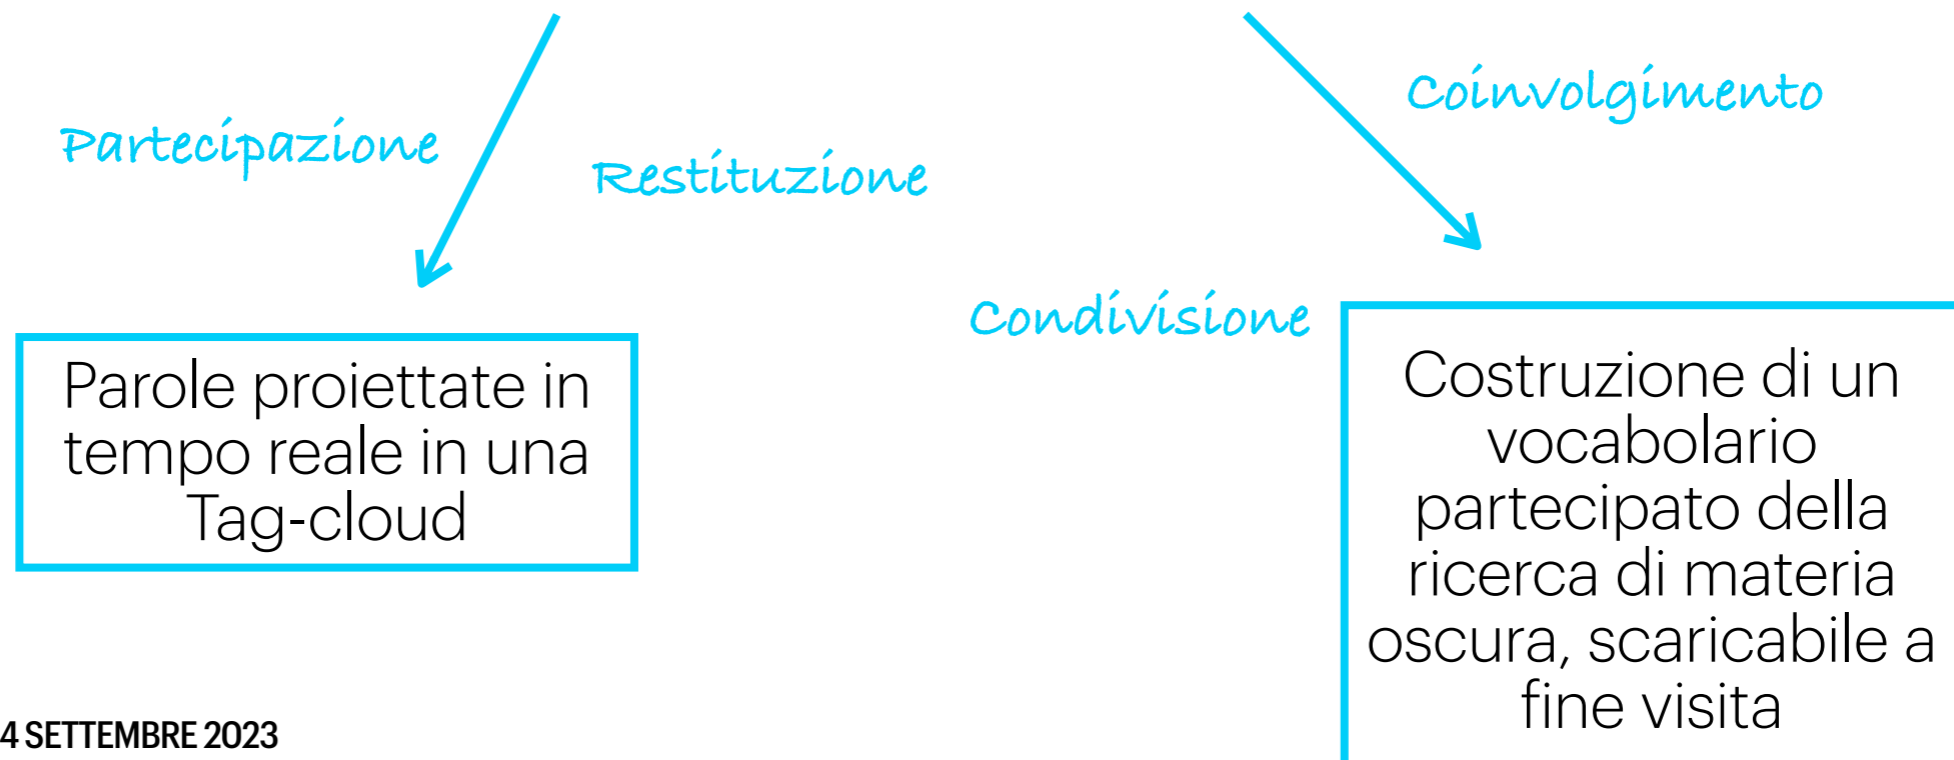 Coinvolgimento
Partecipazione
Restituzione
Condivisione
Parole proiettate in
tempo reale in una
Tag-cloud
Costruzione di un
vocabolario
partecipato della
ricerca di materia
oscura, scaricabile a
fine visita
4 SETTEMBRE 2023